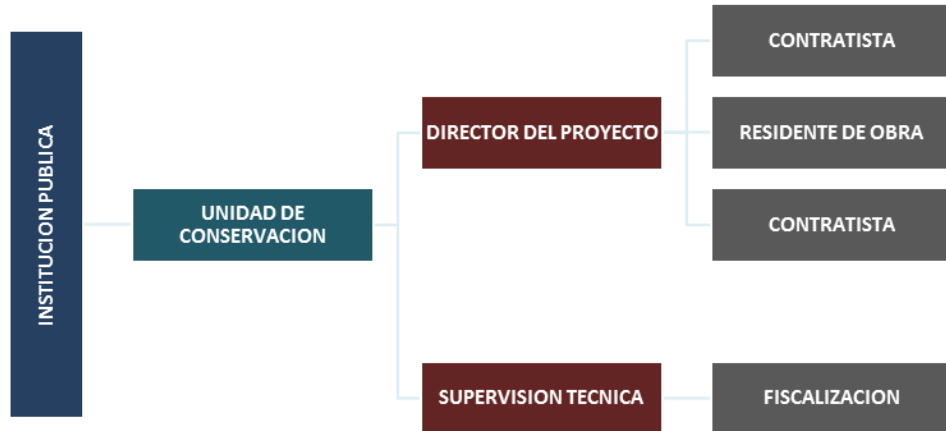 INSTITUCION PUBLICA
UNIDAD DE
CONSERVACION
DIRECTOR DEL PROYECTO
SUPERVISION TECNICA
CONTRATISTA
RESIDENTE DE OBRA
CONTRATISTA
FISCALIZACION